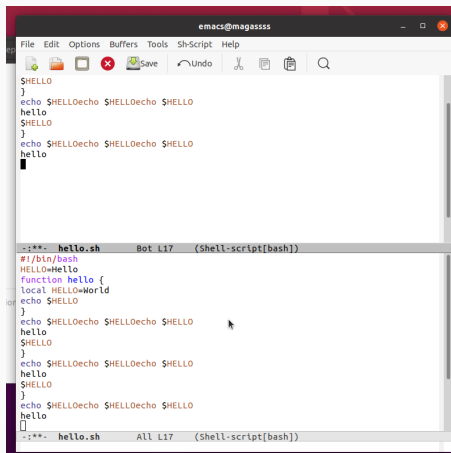 emacs@magassss
File Edit Options Buffers Tools Sh-Script Help
Save Undo
$HELLO
}
echo $HELLOecho $HELLOecho $HELLO
hello
$HELLO
}
echo $HELLOecho $HELLOecho $HELLO
hello
-:**- hello.sh Bot L17 (Shell-script[bash])
#!/bin/bash
HELLO=Hello
function hello {
local HELLO=World
echo $HELLO
}
echo $HELLOecho $HELLOecho $HELLO
hello
$HELLO
}
echo $HELLOecho $HELLOecho $HELLO
hello
$HELLO
}
echo $HELLOecho $HELLOecho $HELLO
hello
-:**- hello.sh All L17 (Shell-script[bash])